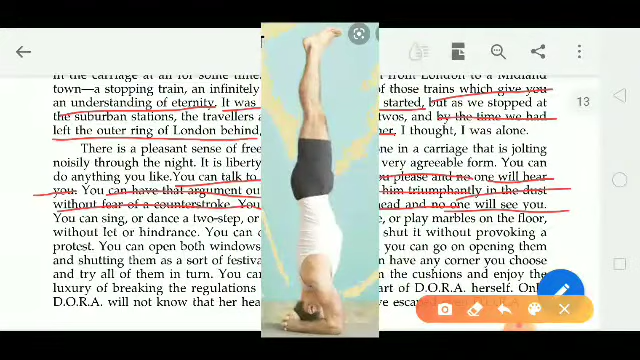 in the carriage at all for some time. from London to a Midland
town—a stopping train, an infinitely of those trains which give you
an understanding of eternity. It was started, but as we stopped at
the suburban stations, the travellers twos, and by the time we had
left the outer ring of London behind, I thought, I was alone.
There is a pleasant sense of free one in a carriage that is jolting
noisily through the night. It is liberty very agreeable form. You can
do anything you like. You can talk to you please and no one will hear
you. You can have that argument out him triumphantly in the dust
without fear of a counterstroke. You head and no one will see you.
You can sing, or dance a two-step, or or play marbles on the floor,
without let or hindrance. You can shut it without provoking a
protest. You can open both windows you can go on opening them
and shutting them as a sort of festival have any corner you choose
and try all of them in turn. You can the cushions and enjoy the
luxury of breaking the regulations art of D.O.R.A. herself. Only
D.O.R.A. will not know that her hea ve escaped
13